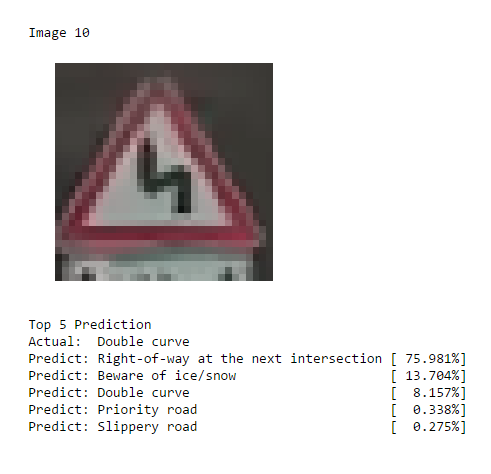 Image 10
Top 5 Prediction
Actual:  Double curve
Predict: Right-of-way at the next intersection [ 75.981%]
Predict: Beware of ice/snow                    [ 13.704%]
Predict: Double curve                          [  8.157%]
Predict: Priority road                         [  0.338%]
Predict: Slippery road                         [  0.275%]